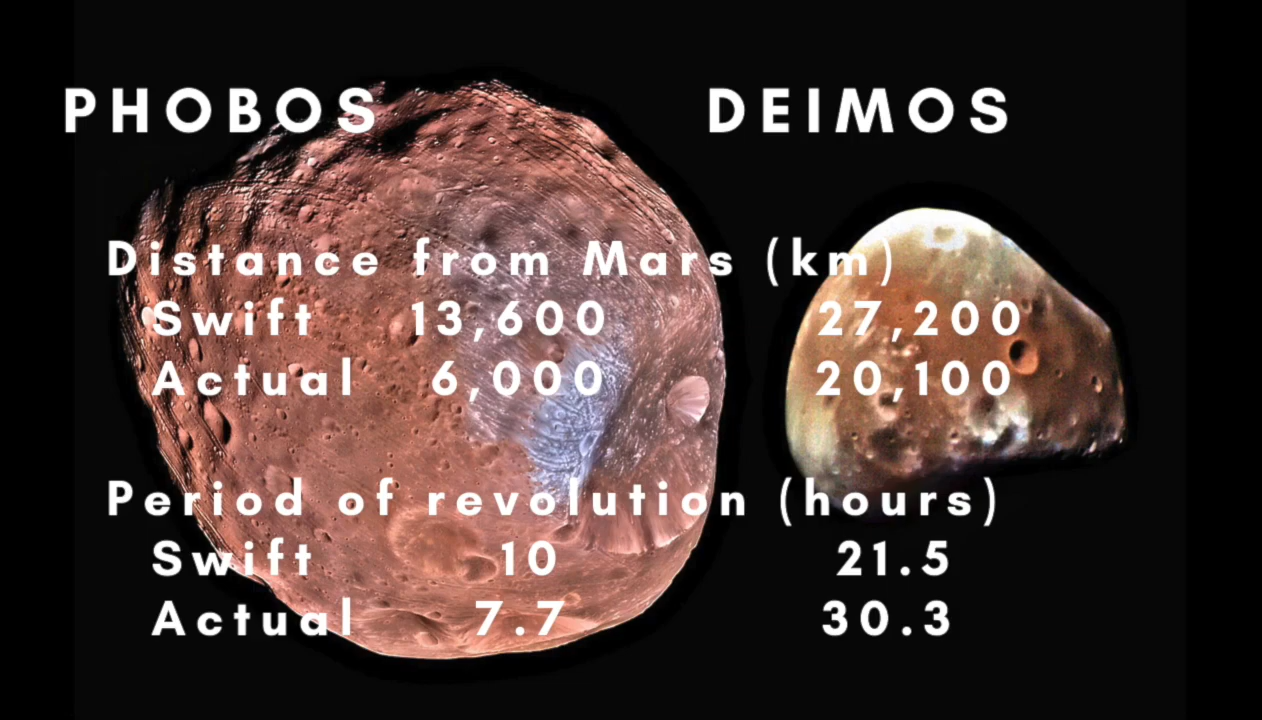 PHOBOS DEIMOS
Distance from Mars (km)
Swift 13,600 27,200
Actual 6,000 20,100
Period of revolution (hours)
Swift 10 21.5
Actual 7.7 30.3